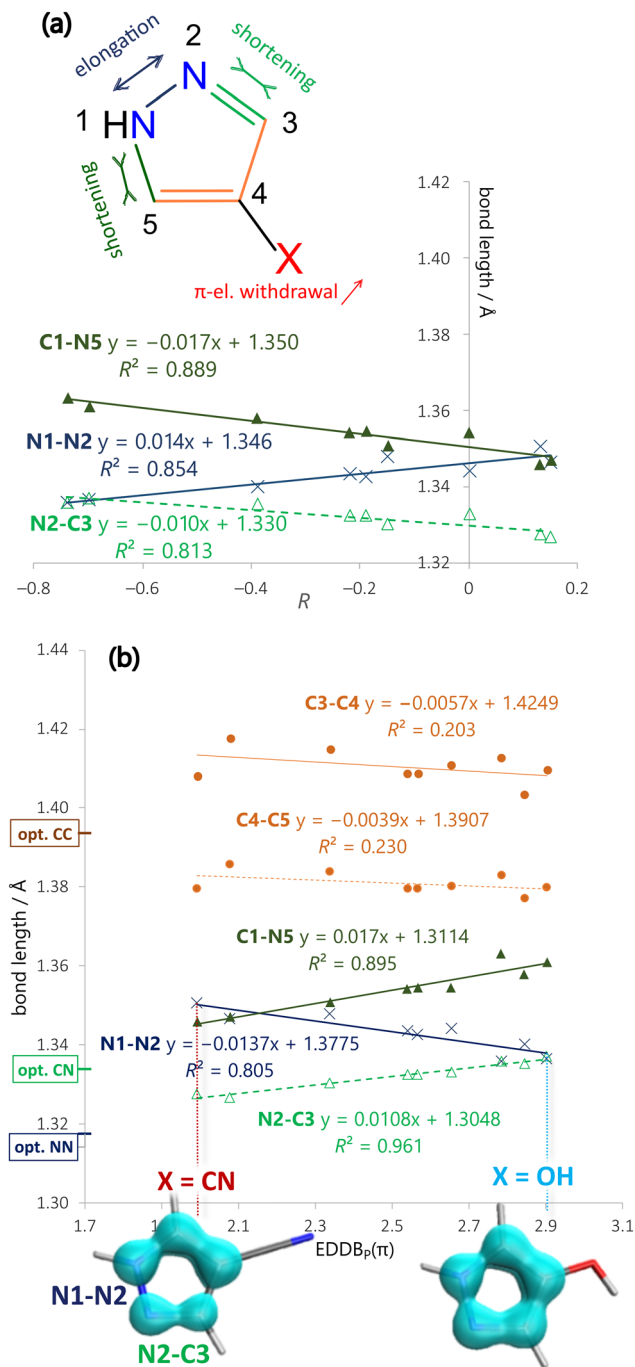 (a)
elongation
shortening
2
N
1 HN
3
shortening
4
5
X
π-el. withdrawal
bond length / Å
1.42
1.40
1.38
1.36
1.34
1.32
C1-N5 y = −0.017x + 1.350
R² = 0.889
N1-N2 y = 0.014x + 1.346
R² = 0.854
N2-C3 y = −0.010x + 1.330
R² = 0.813
−0.8 −0.6 −0.4 −0.2 0 0.2
R
(b)
1.44
1.42
1.40
1.38
1.36
1.34
1.32
1.30
bond length / Å
opt. CC
opt. CN
opt. NN
C3-C4 y = −0.0057x + 1.4249
R² = 0.203
C4-C5 y = −0.0039x + 1.3907
R² = 0.230
C1-N5 y = 0.017x + 1.3114
R² = 0.895
N1-N2 y = −0.0137x + 1.3775
R² = 0.805
N2-C3 y = 0.0108x + 1.3048
R² = 0.961
X = CN
X = OH
1.7 2.1 2.3 2.5 2.7 2.9 3.1
EDDBP(π)
N1-N2
N2-C3